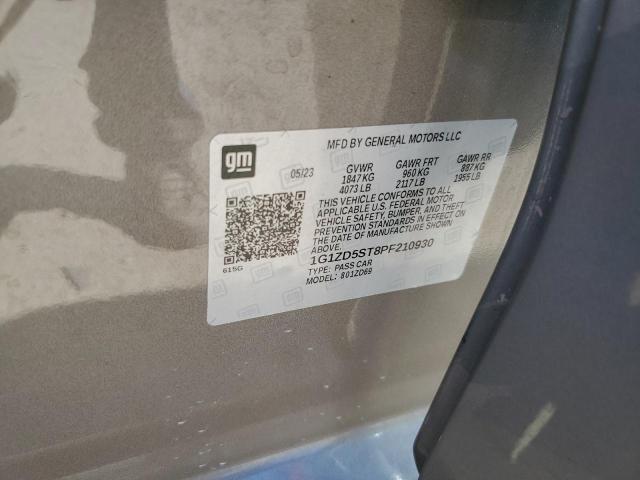 MFD BY GENERAL MOTORS LLC
gm
05/23
GVWR GAWR FRT GAWR RR
1847 KG 960 KG 887 KG
4073 LB 2117 LB 1955 LB
THIS VEHICLE CONFORMS TO ALL
APPLICABLE U.S. FEDERAL MOTOR
VEHICLE SAFETY, BUMPER, AND THEFT
PREVENTION STANDARDS IN EFFECT ON
THE DATE OF MANUFACTURE SHOWN
ABOVE.
615G
1G1ZD5ST8PF210930
TYPE: PASS CAR
MODEL: 801ZD69